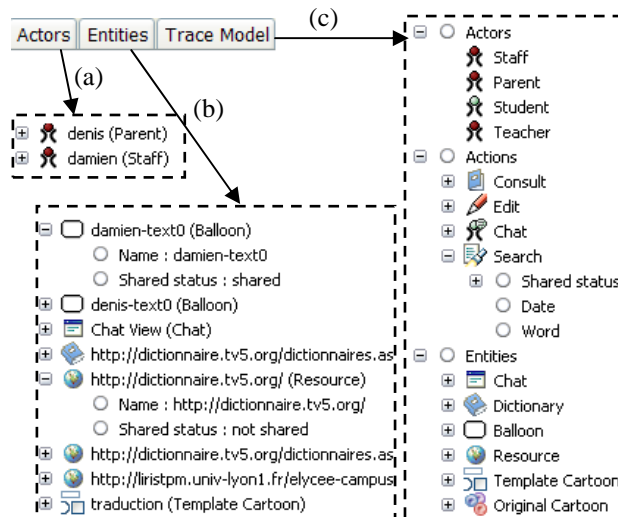 Actors Entities Trace Model
(c)
(a)
(b)
denis (Parent)
damien (Staff)
damien-text0 (Balloon)
Name : damien-text0
Shared status : shared
denis-text0 (Balloon)
Chat View (Chat)
http://dictionnaire.tv5.org/dictionnaires.as
http://dictionnaire.tv5.org/ (Resource)
Name : http://dictionnaire.tv5.org/
Shared status : not shared
http://dictionnaire.tv5.org/dictionnaires.as
http://liristpm.univ-lyon1.fr/elycee-campus
traduction (Template Cartoon)
Actors
Staff
Parent
Student
Teacher
Actions
Consult
Edit
Chat
Search
Shared status
Date
Word
Entities
Chat
Dictionary
Balloon
Resource
Template Cartoon
Original Cartoon